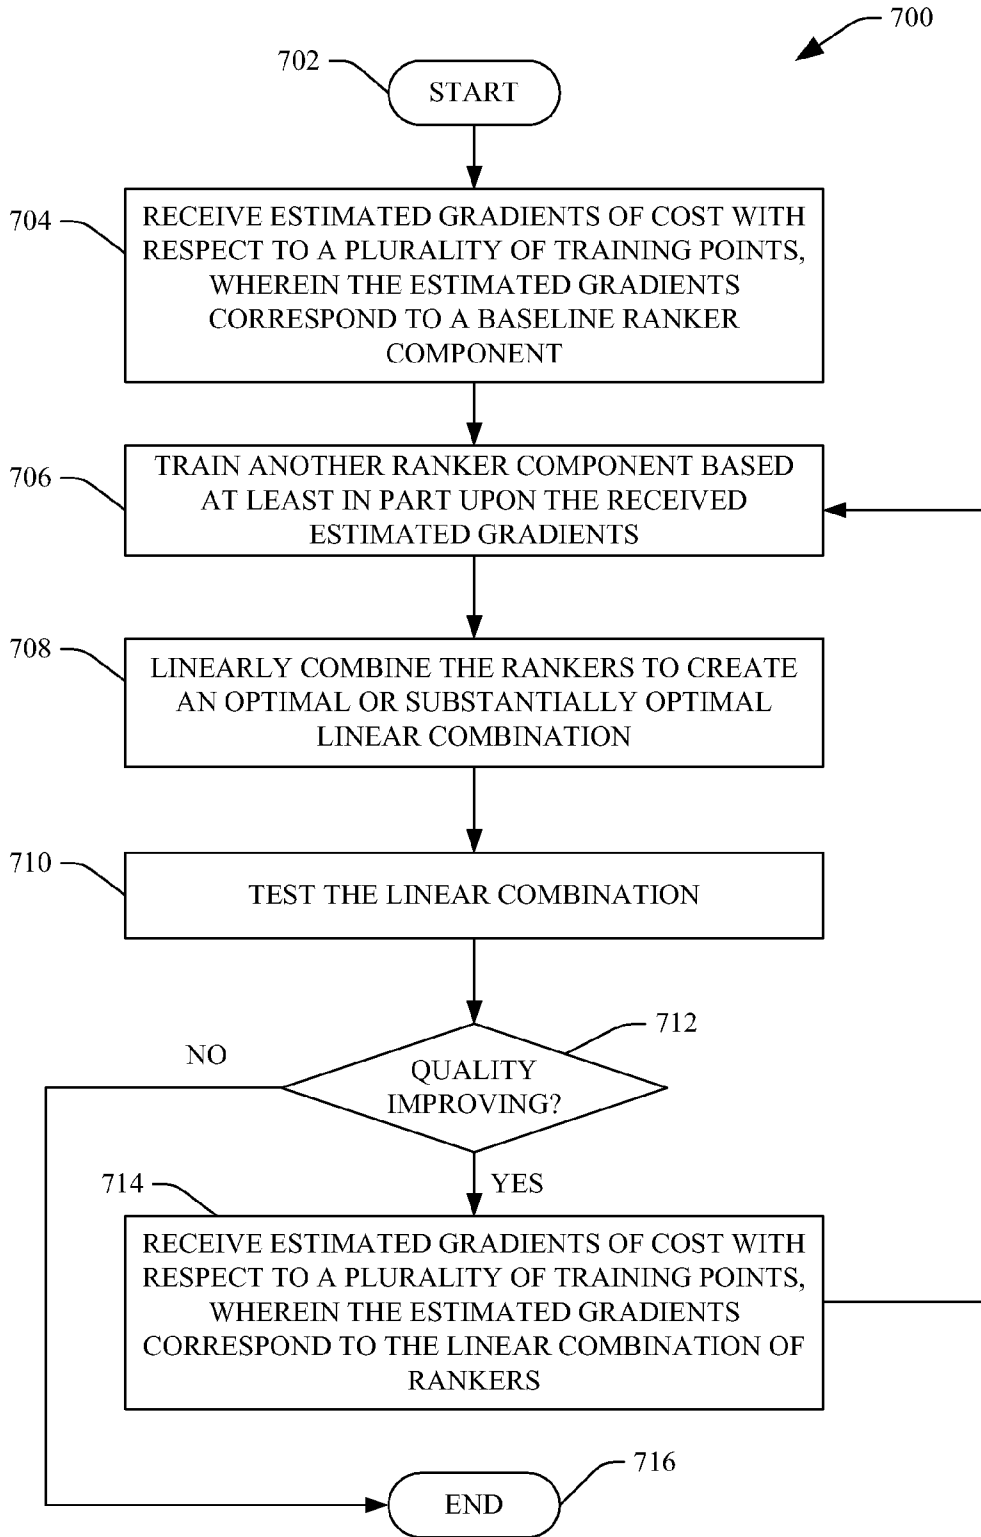 700
702
START
704
RECEIVE ESTIMATED GRADIENTS OF COST WITH
RESPECT TO A PLURALITY OF TRAINING POINTS,
WHEREIN THE ESTIMATED GRADIENTS
CORRESPOND TO A BASELINE RANKER
COMPONENT
706
TRAIN ANOTHER RANKER COMPONENT BASED
AT LEAST IN PART UPON THE RECEIVED
ESTIMATED GRADIENTS
708
LINEARLY COMBINE THE RANKERS TO CREATE
AN OPTIMAL OR SUBSTANTIALLY OPTIMAL
LINEAR COMBINATION
710
TEST THE LINEAR COMBINATION
712
NO
QUALITY
IMPROVING?
YES
714
RECEIVE ESTIMATED GRADIENTS OF COST WITH
RESPECT TO A PLURALITY OF TRAINING POINTS,
WHEREIN THE ESTIMATED GRADIENTS
CORRESPOND TO THE LINEAR COMBINATION OF
RANKERS
716
END